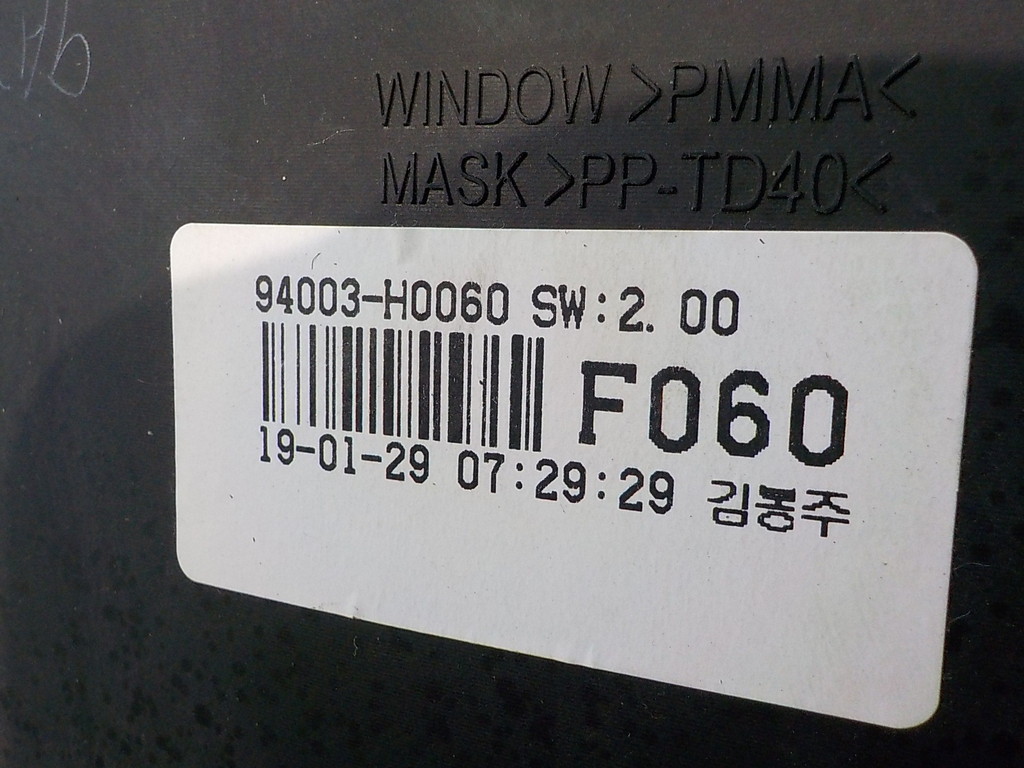 WINDOW >PMMA<
MASK >PP-TD40<
94003-H0060 SW:2.00
F060
19-01-29 07:29:29 김봉주